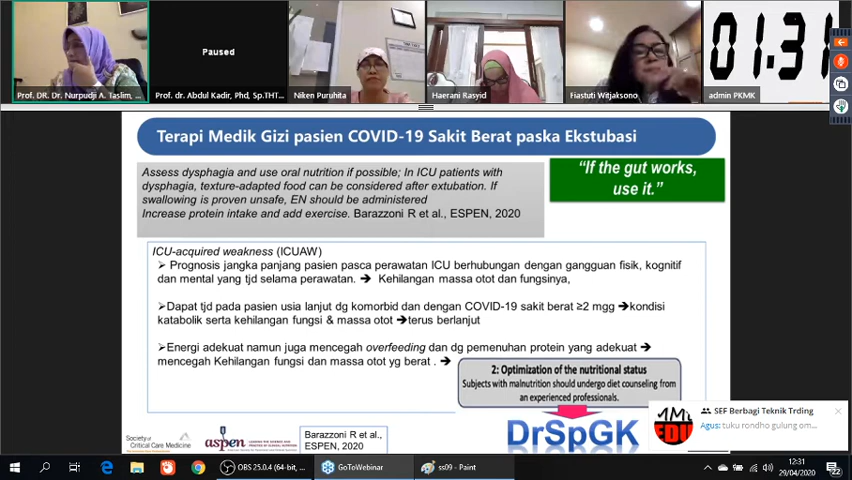 Paused
01:31
Prof. DR. Dr. Nurpudji A. Taslim, ...
Prof. dr. Abdul Kadir, Phd, Sp.THT...
Niken Puruhita
Haerani Rasyid
Fiastuti Witjaksono
admin PKMK
Terapi Medik Gizi pasien COVID-19 Sakit Berat paska Ekstubasi
Assess dysphagia and use oral nutrition if possible; In ICU patients with
dysphagia, texture-adapted food can be considered after extubation. If
swallowing is proven unsafe, EN should be administered
Increase protein intake and add exercise. Barazzoni R et al., ESPEN, 2020
“If the gut works,
use it.”
ICU-acquired weakness (ICUAW)
➢ Prognosis jangka panjang pasien pasca perawatan ICU berhubungan dengan gangguan fisik, kognitif
dan mental yang tjd selama perawatan. ➔ Kehilangan massa otot dan fungsinya,
➢Dapat tjd pada pasien usia lanjut dg komorbid dan dengan COVID-19 sakit berat ≥2 mgg ➔kondisi
katabolik serta kehilangan fungsi & massa otot ➔terus berlanjut
➢Energi adekuat namun juga mencegah overfeeding dan dg pemenuhan protein yang adekuat ➔
mencegah Kehilangan fungsi dan massa otot yg berat . ➔
2: Optimization of the nutritional status
Subjects with malnutrition should undergo diet counseling from
an experienced professionals.
DrSpGK
Society of
Critical Care Medicine
aspen
Barazzoni R et al.,
ESPEN, 2020
SEF Berbagi Teknik Trding
Agus: tuku rondho gulung om...
EDU
OBS 25.0.4 (64-bit, ...
GoToWebinar
ss09 - Paint
12:31
29/04/2020
22